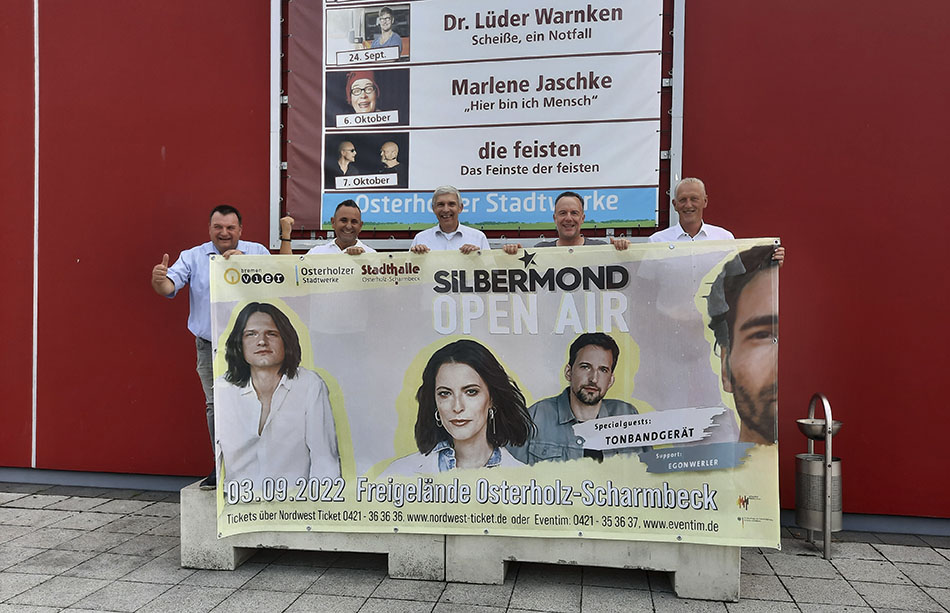 Dr. Lüder Warnken
Scheiße, ein Notfall
24. Sept.
Marlene Jaschke
„Hier bin ich Mensch“
6. Oktober
die feisten
Das Feinste der feisten
7. Oktober
Osterholzer Stadtwerke
bremen
vier
Osterholzer
Stadtwerke
Stadthalle
Osterholz-Scharmbeck
SILBERMOND
OPEN AIR
Specialguests:
TONBANDGERÄT
Support:
EGON WERLER
03.09.2022 Freigelände Osterholz-Scharmbeck
Tickets über Nordwest Ticket 0421 - 36 36 36. www.nordwest-ticket.de oder Eventim: 0421 - 35 36 37, www.eventim.de